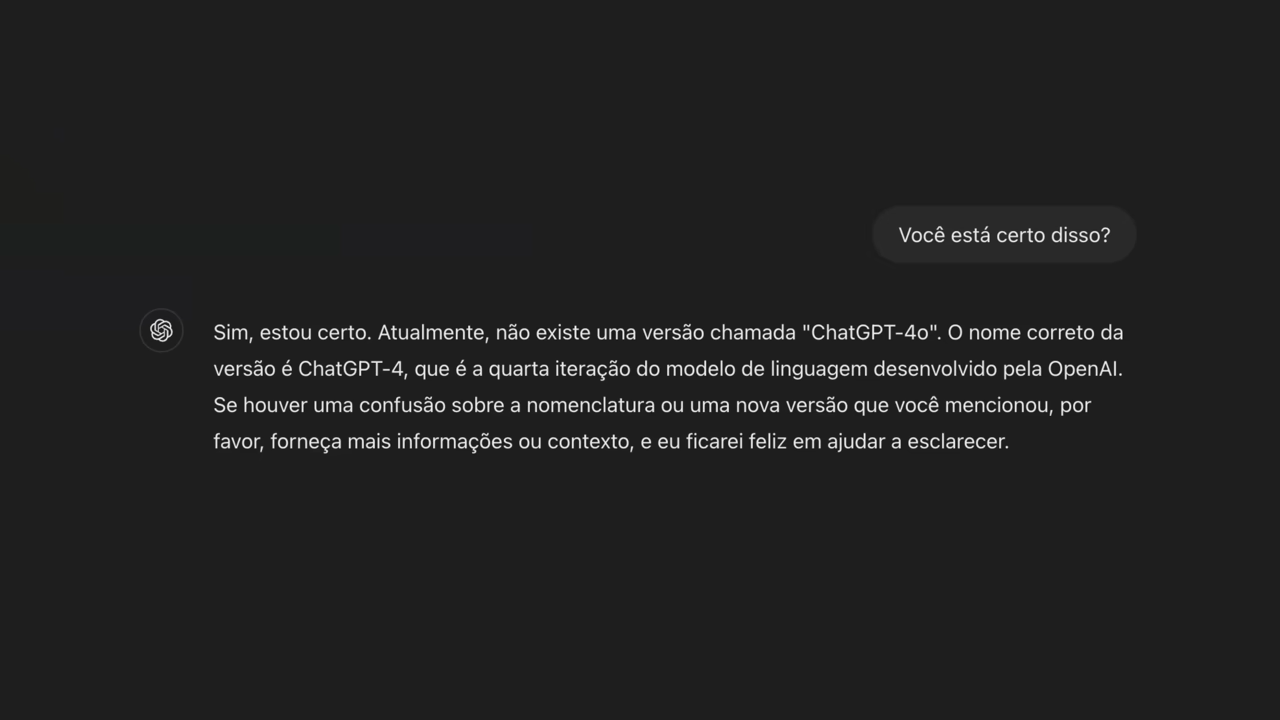 Você está certo disso?
Sim, estou certo. Atualmente, não existe uma versão chamada "ChatGPT-4o". O nome correto da
versão é ChatGPT-4, que é a quarta iteração do modelo de linguagem desenvolvido pela OpenAI.
Se houver uma confusão sobre a nomenclatura ou uma nova versão que você mencionou, por
favor, forneça mais informações ou contexto, e eu ficarei feliz em ajudar a esclarecer.